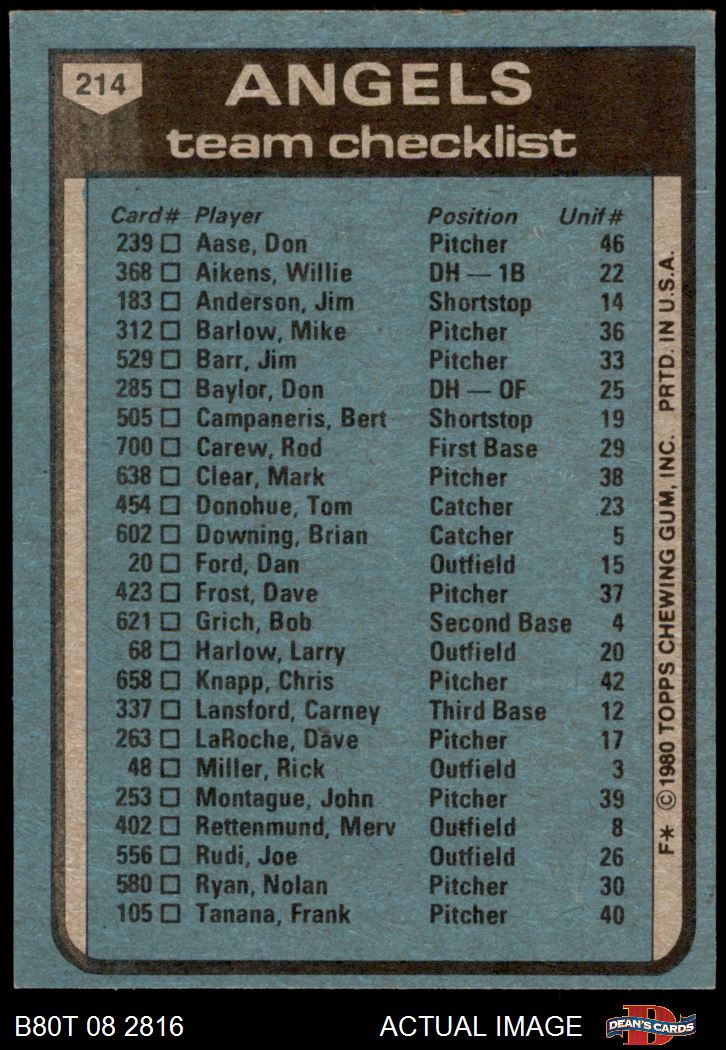 214
ANGELS
team checklist
Card # Player Position Unif #
239 Aase, Don Pitcher 46
368 Aikens, Willie DH — 1B 22
183 Anderson, Jim Shortstop 14
312 Barlow, Mike Pitcher 36
529 Barr, Jim Pitcher 33
285 Baylor, Don DH — OF 25
505 Campaneris, Bert Shortstop 19
700 Carew, Rod First Base 29
638 Clear, Mark Pitcher 38
454 Donohue, Tom Catcher 23
602 Downing, Brian Catcher 5
20 Ford, Dan Outfield 15
423 Frost, Dave Pitcher 37
621 Grich, Bob Second Base 4
68 Harlow, Larry Outfield 20
658 Knapp, Chris Pitcher 42
337 Lansford, Carney Third Base 12
263 LaRoche, Dave Pitcher 17
48 Miller, Rick Outfield 3
253 Montague, John Pitcher 39
402 Rettenmund, Merv Outfield 8
556 Rudi, Joe Outfield 26
580 Ryan, Nolan Pitcher 30
105 Tanana, Frank Pitcher 40
F* © 1980 TOPPS CHEWING GUM, INC. PRTD. IN U.S.A.
B80T 08 2816 ACTUAL IMAGE
D
DEAN'S CARDS